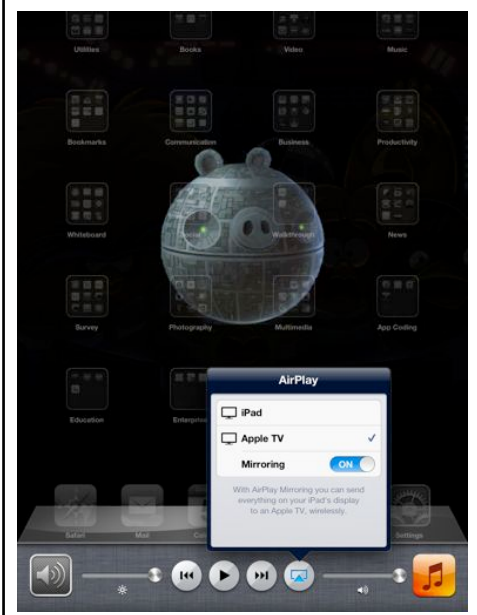 Utilities
Books
Video
Music
Bookmarks
Communication
Business
Productivity
Whiteboard
Social
Walkthrough
News
Survey
Photography
Multimedia
App Coding
Education
AirPlay
iPad
Apple TV
Mirroring
ON
With AirPlay Mirroring you can send
everything on your iPad's display
to an Apple TV, wirelessly.
Safari
Mail
Settings